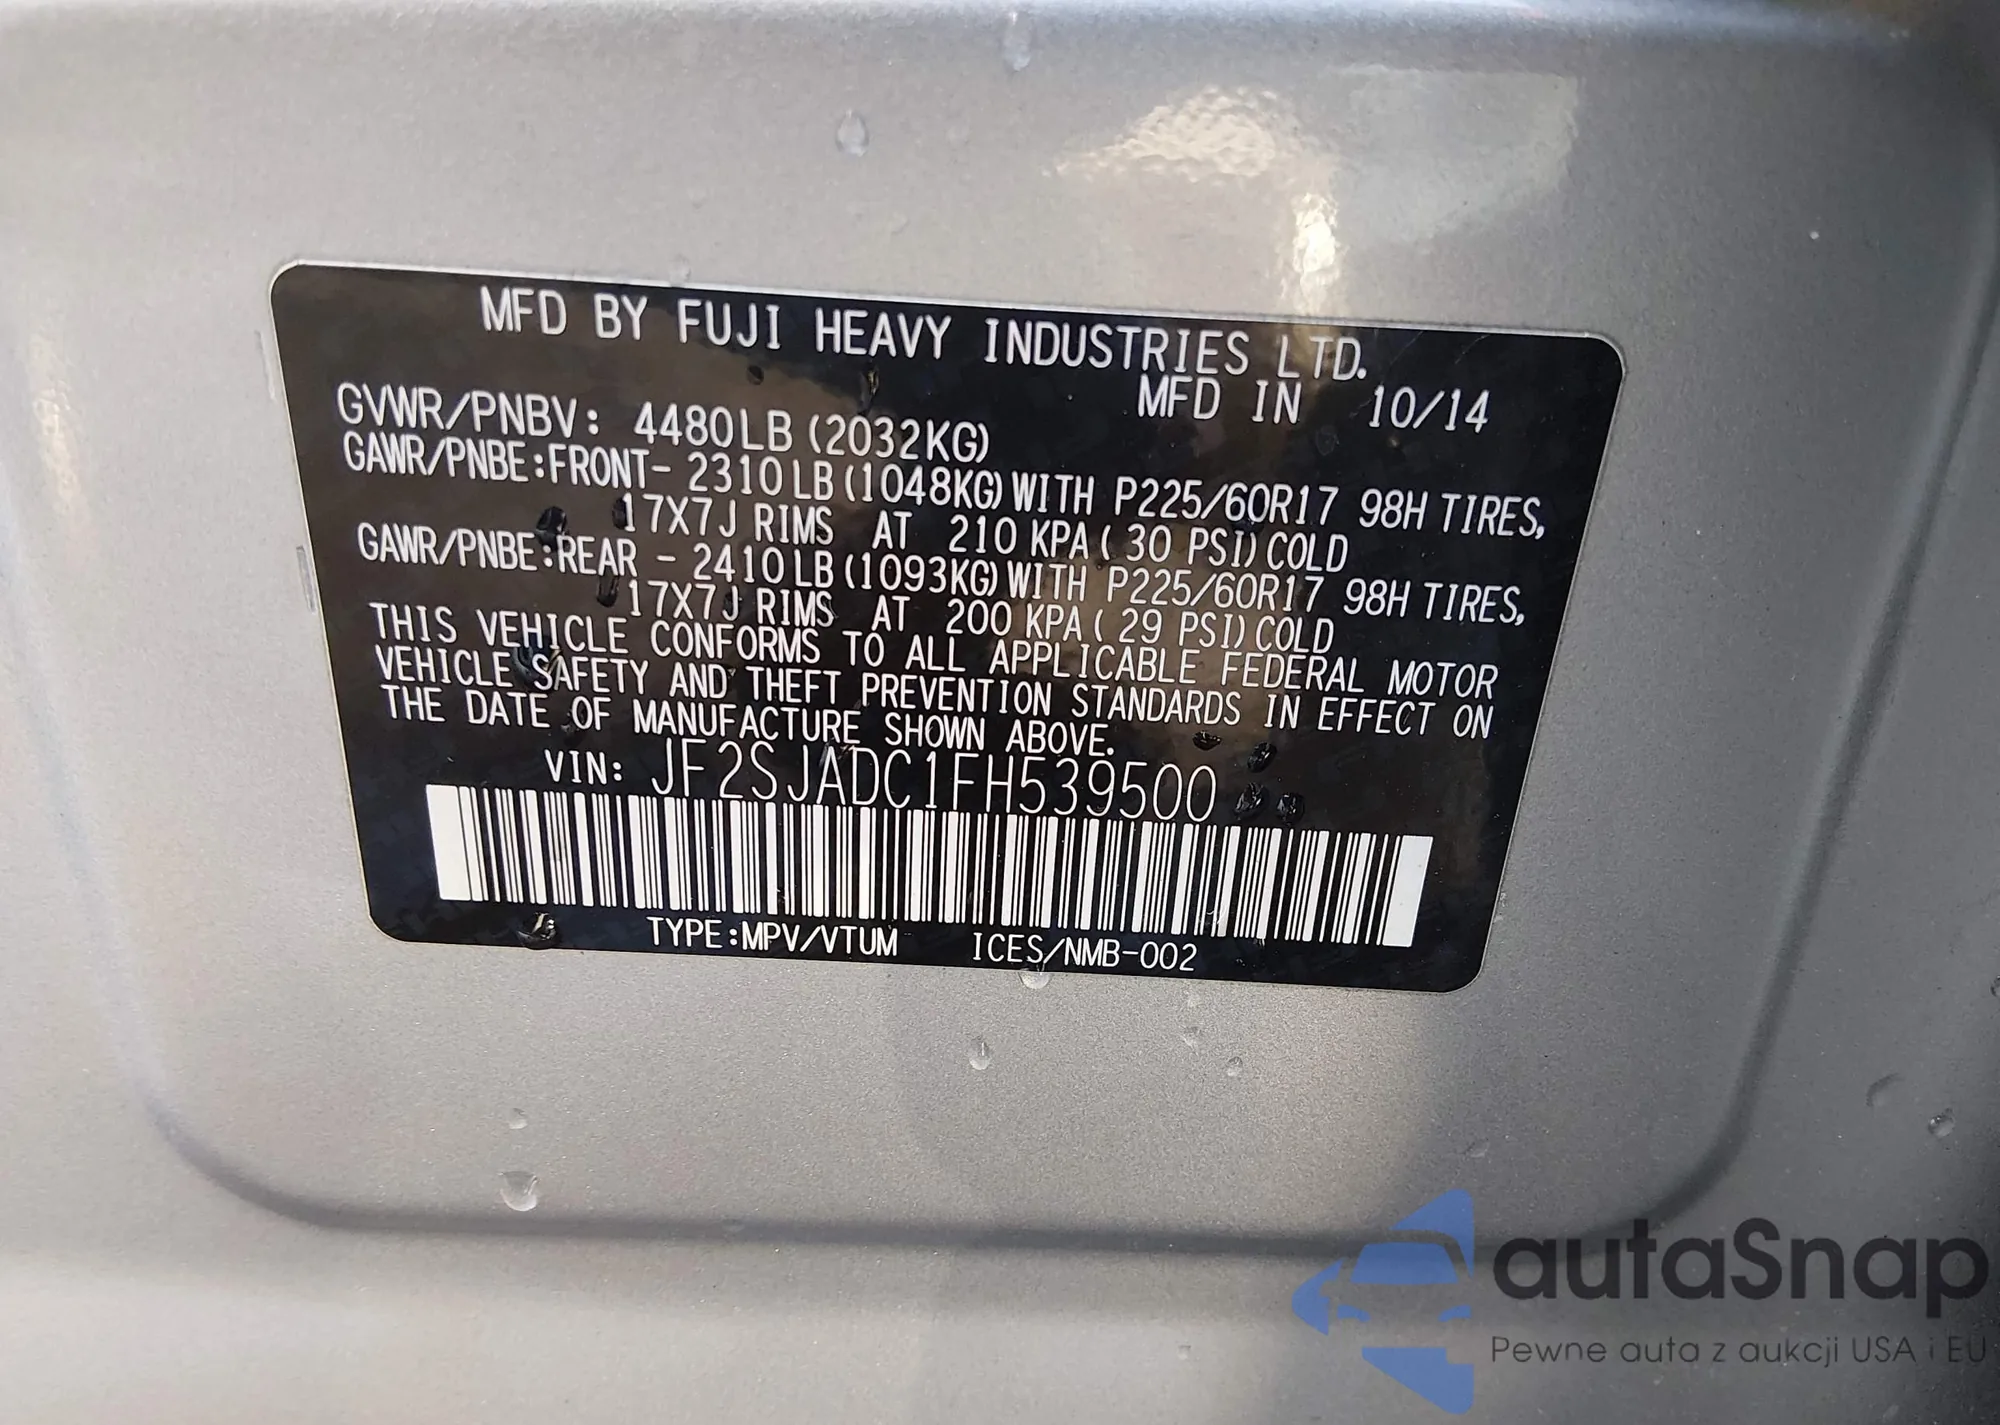 MFD BY FUJI HEAVY INDUSTRIES LTD.
MFD IN 10/14
GVWR/PNBV: 4480LB (2032KG)
GAWR/PNBE:FRONT- 2310LB (1048KG) WITH P225/60R17 98H TIRES,
17X7J RIMS AT 210 KPA ( 30 PSI) COLD
GAWR/PNBE:REAR - 2410LB (1093KG) WITH P225/60R17 98H TIRES,
17X7J RIMS AT 200 KPA ( 29 PSI) COLD
THIS VEHICLE CONFORMS TO ALL APPLICABLE FEDERAL MOTOR
VEHICLE SAFETY AND THEFT PREVENTION STANDARDS IN EFFECT ON
THE DATE OF MANUFACTURE SHOWN ABOVE.
VIN: JF2SJADC1FH539500
TYPE:MPV/VTUM ICES/NMB-002
autaSnap
Pewne auta z aukcji USA i EU